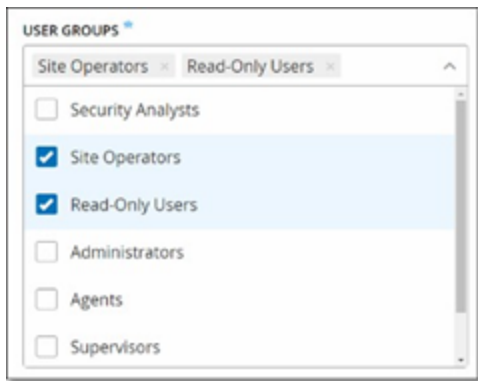 USER GROUPS *
Site Operators × Read-Only Users ×
Security Analysts
Site Operators
Read-Only Users
Administrators
Agents
Supervisors